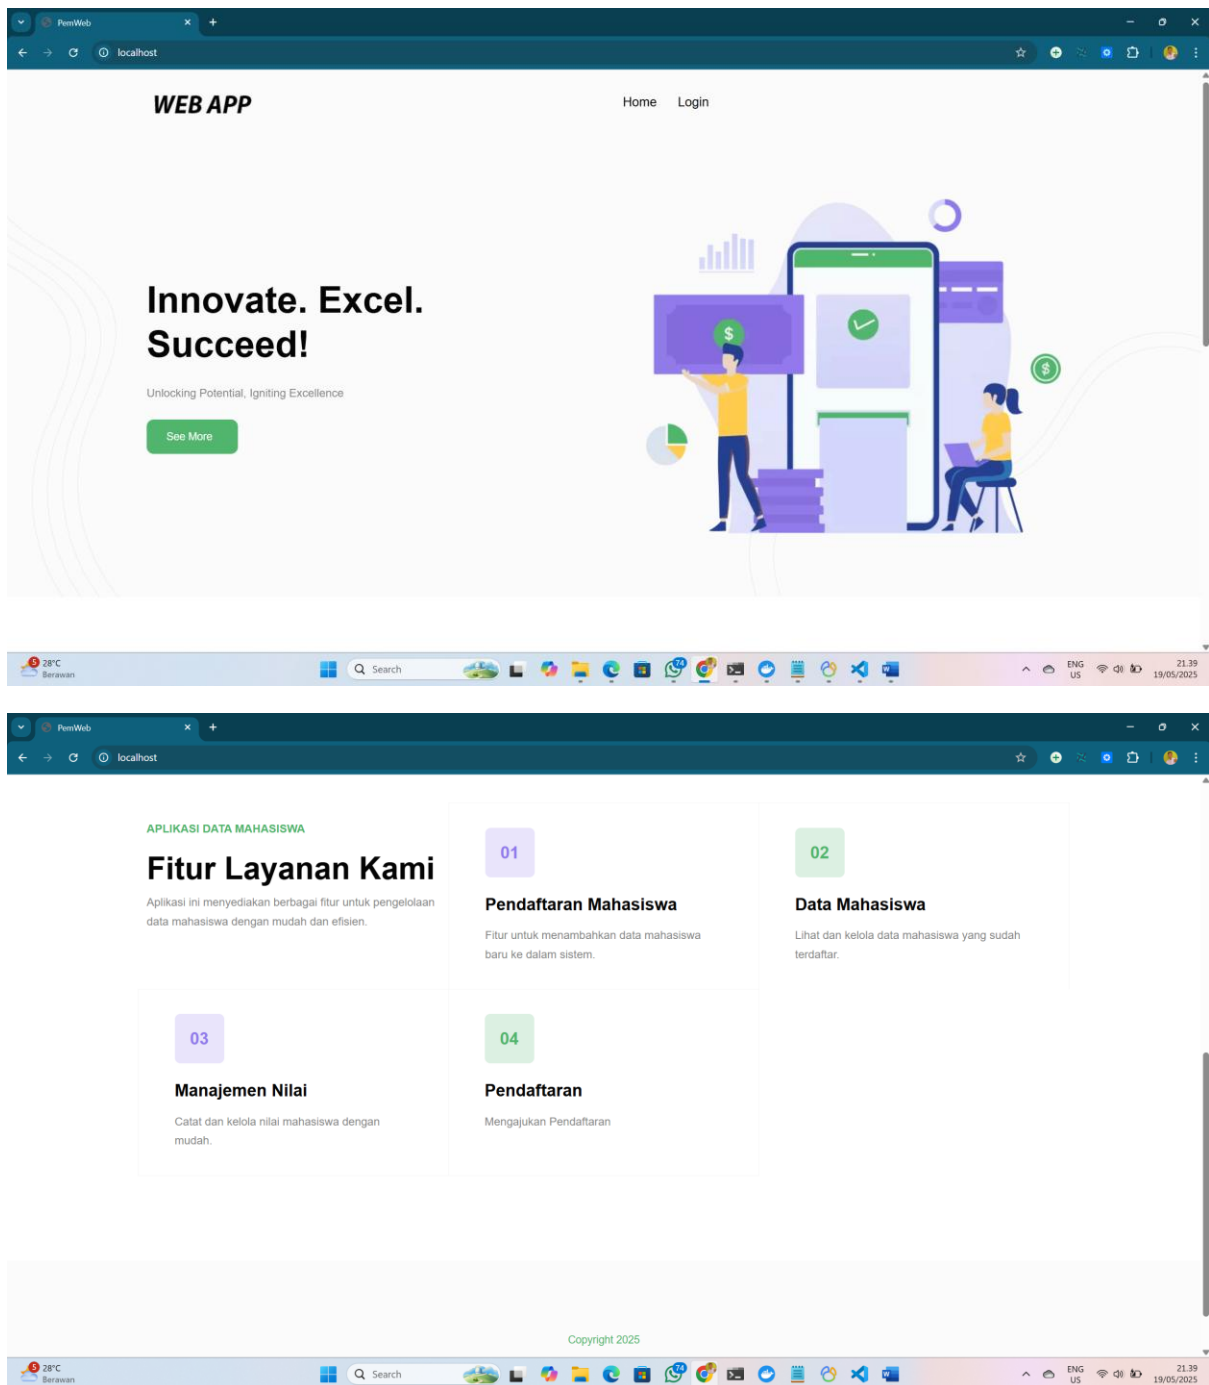 PemWeb
localhost
WEB APP
Home Login
Innovate. Excel.
Succeed!
Unlocking Potential, Igniting Excellence
See More
$
$
5
28°C
Berawan
Search
74
ENG
US
21.39
19/05/2025
PemWeb
localhost
APLIKASI DATA MAHASISWA
Fitur Layanan Kami
Aplikasi ini menyediakan berbagai fitur untuk pengelolaan
data mahasiswa dengan mudah dan efisien.
01
Pendaftaran Mahasiswa
Fitur untuk menambahkan data mahasiswa
baru ke dalam sistem.
02
Data Mahasiswa
Lihat dan kelola data mahasiswa yang sudah
terdaftar.
03
Manajemen Nilai
Catat dan kelola nilai mahasiswa dengan
mudah.
04
Pendaftaran
Mengajukan Pendaftaran
Copyright 2025
5
28°C
Berawan
Search
74
ENG
US
21.39
19/05/2025